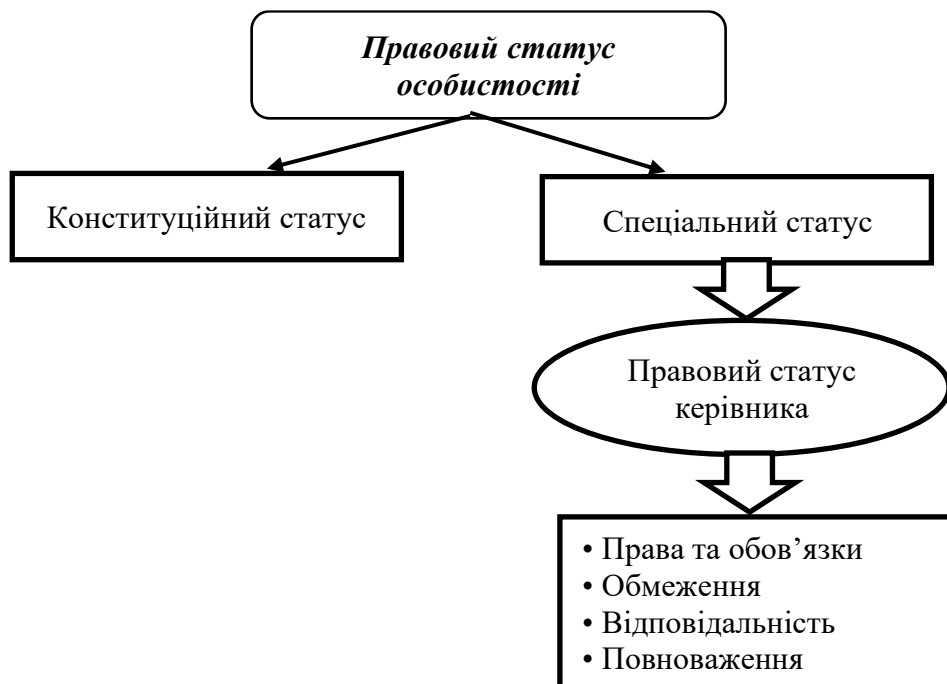 Правовий статус
особистості
Конституційний статус
Спеціальний статус
Правовий статус
керівника
• Права та обов’язки
• Обмеження
• Відповідальність
• Повноваження